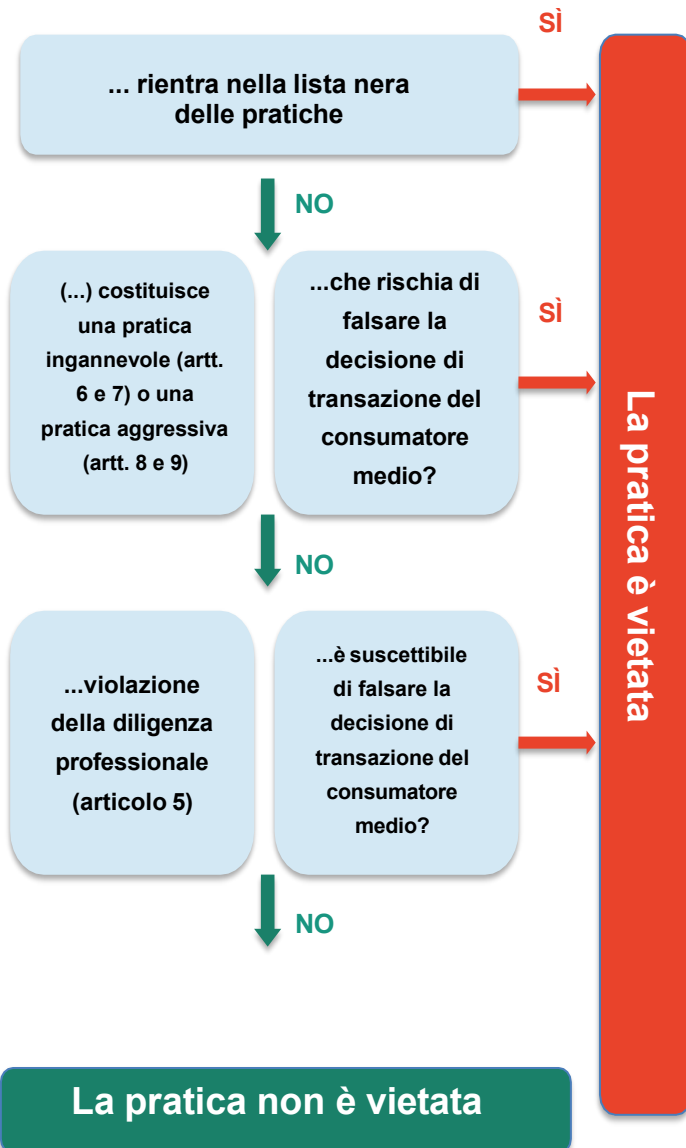 SÌ
... rientra nella lista nera
delle pratiche
NO
(...) costituisce
una pratica
ingannevole (artt.
6 e 7) o una
pratica aggressiva
(artt. 8 e 9)
...che rischia di
falsare la
decisione di
transazione del
consumatore
medio?
SÌ
NO
...violazione
della diligenza
professionale
(articolo 5)
...è suscettibile
di falsare la
decisione di
transazione del
consumatore
medio?
SÌ
NO
La pratica è vietata
La pratica non è vietata